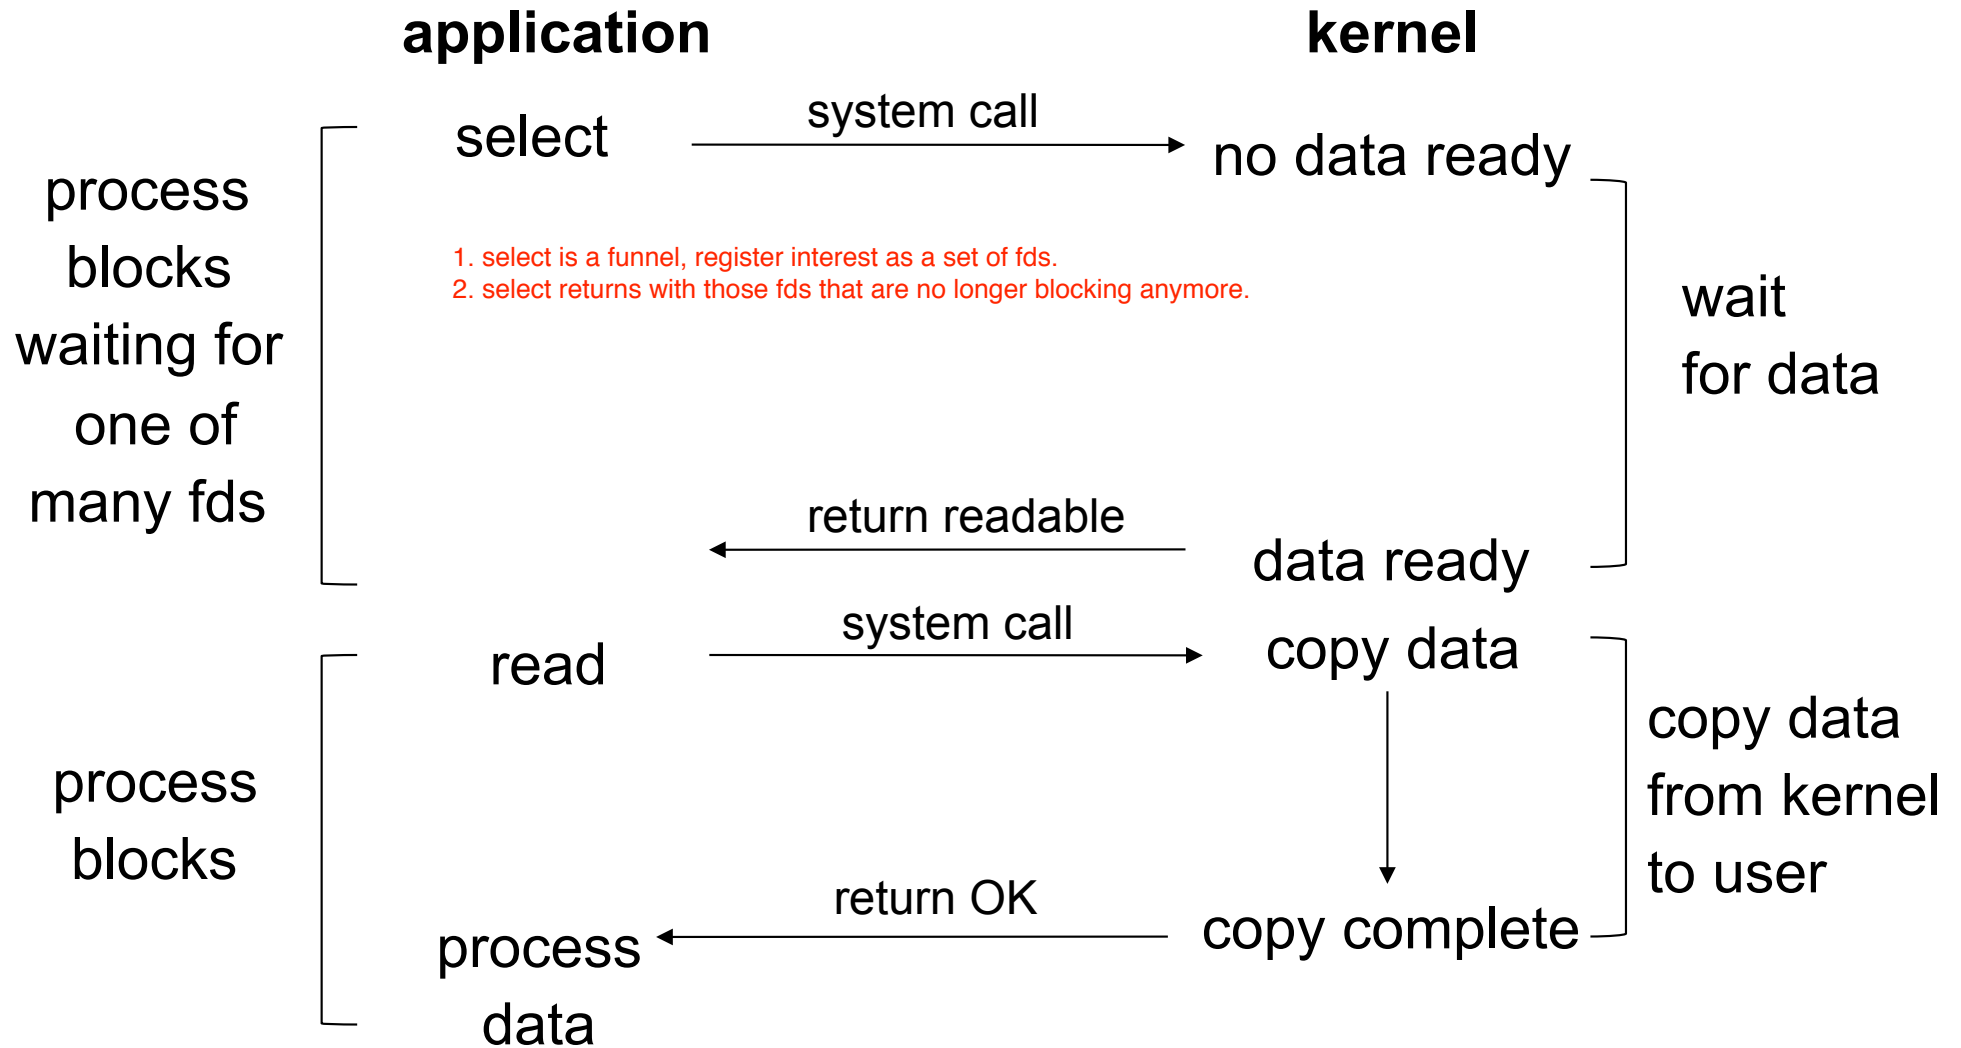 application
kernel
select
system call
no data ready
process
blocks
waiting for
one of
many fds
1. select is a funnel, register interest as a set of fds.
2. select returns with those fds that are no longer blocking anymore.
wait
for data
return readable
data ready
read
system call
copy data
process
blocks
copy data
from kernel
to user
return OK
copy complete
process
data